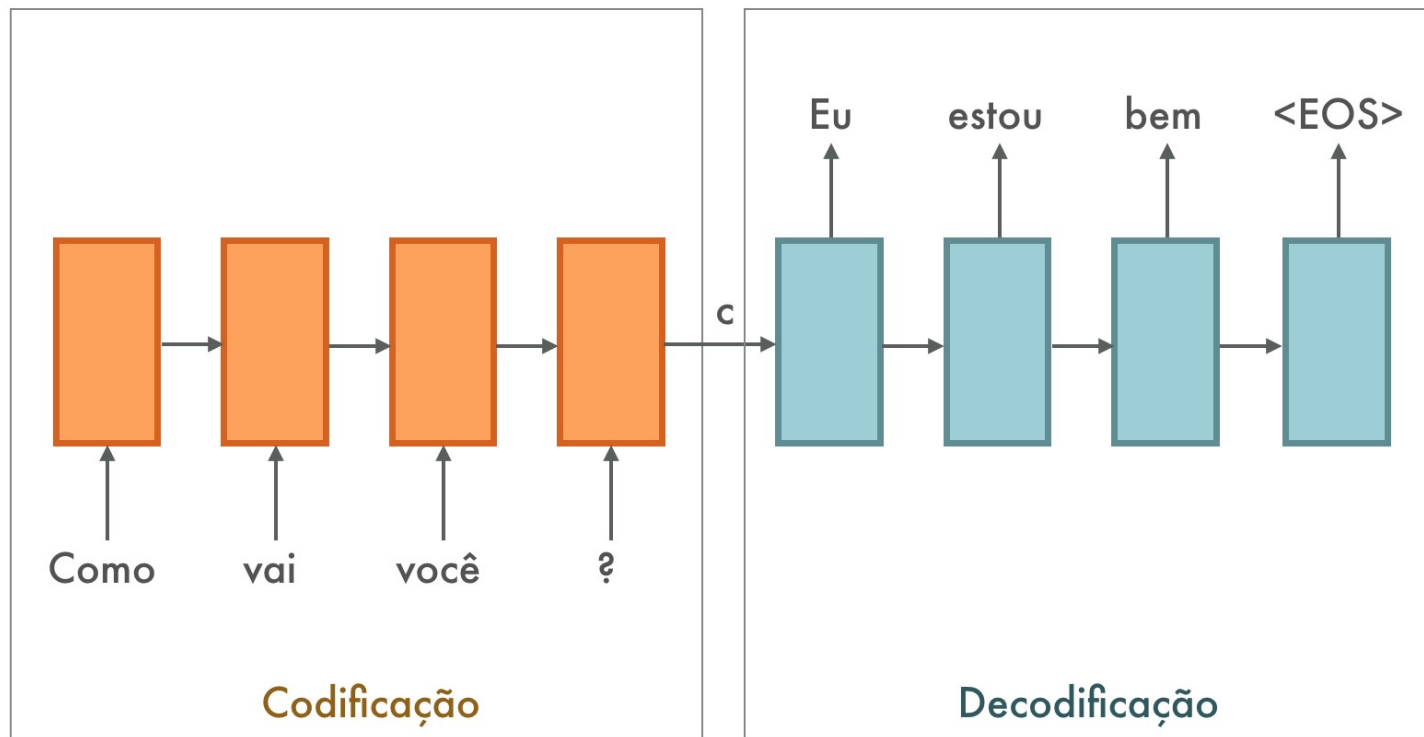 Eu estou bem <EOS>
c
Como vai você ?
Codificação
Decodificação